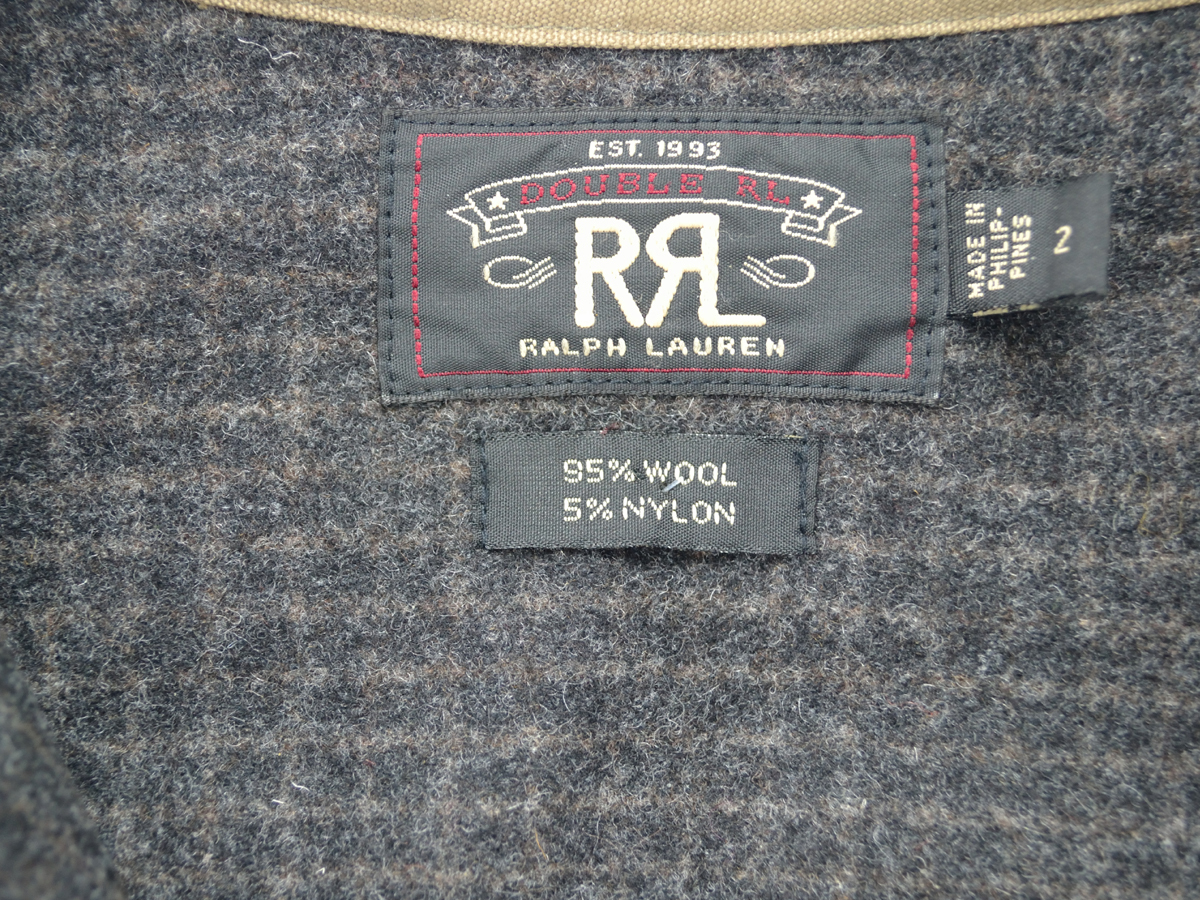 EST. 1993
DOUBLE RL
RRL
RALPH LAUREN
MADE IN
PHILIP-
PINES
2
95% WOOL
5% NYLON